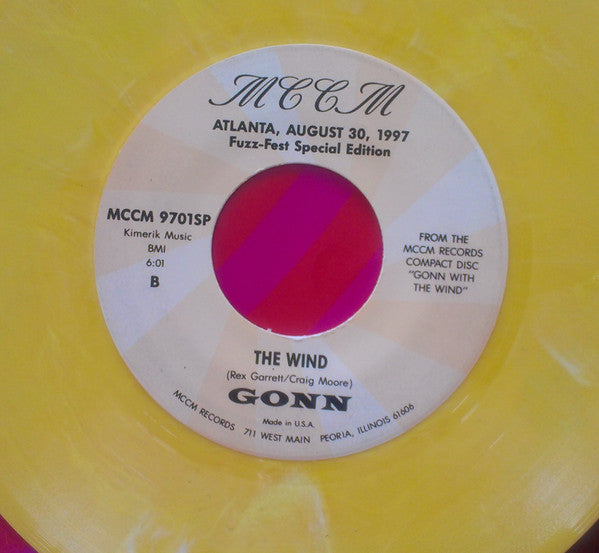 MCCM
ATLANTA, AUGUST 30, 1997
Fuzz-Fest Special Edition
MCCM 9701SP
Kimerik Music
BMI
6:01
B
FROM THE
MCCM RECORDS
COMPACT DISC
"GONN WITH
THE WIND"
THE WIND
(Rex Garrett/Craig Moore)
GONN
Made in U.S.A.
MCCM RECORDS 711 WEST MAIN PEORIA, ILLINOIS 61606